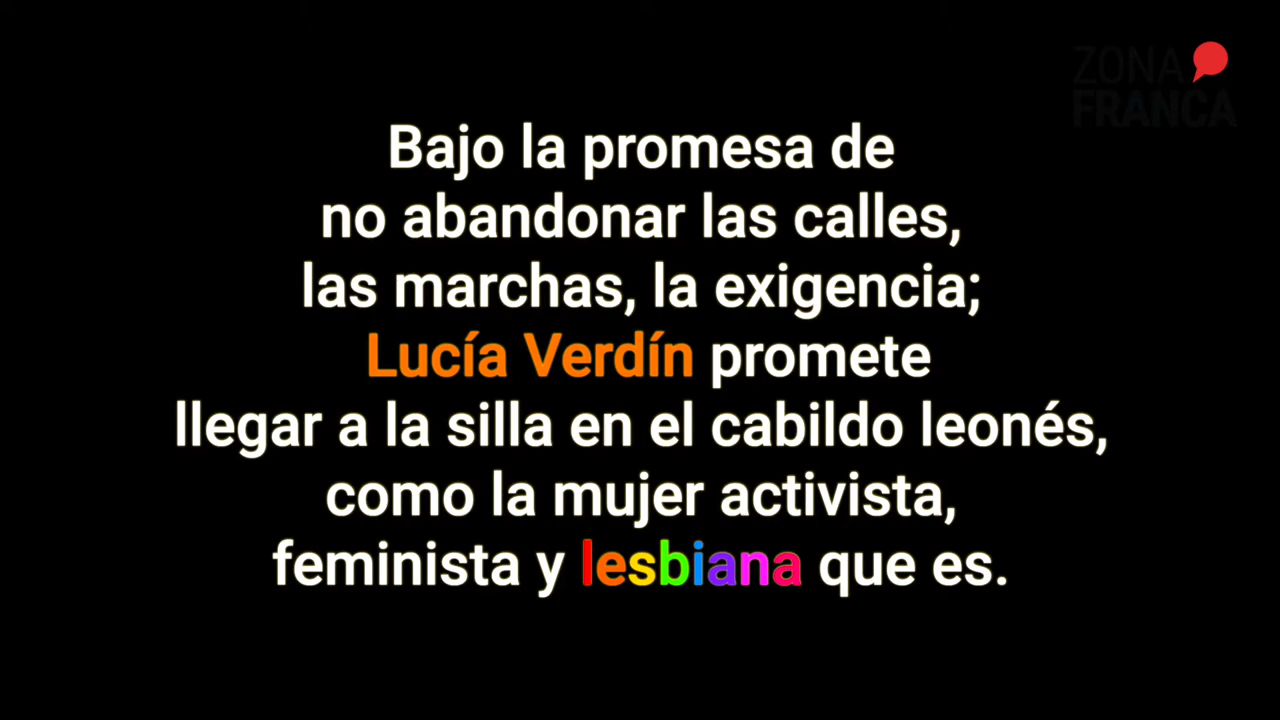 ZONA
FRANCA
Bajo la promesa de
no abandonar las calles,
las marchas, la exigencia;
Lucía Verdín promete
llegar a la silla en el cabildo leonés,
como la mujer activista,
feminista y lesbiana que es.